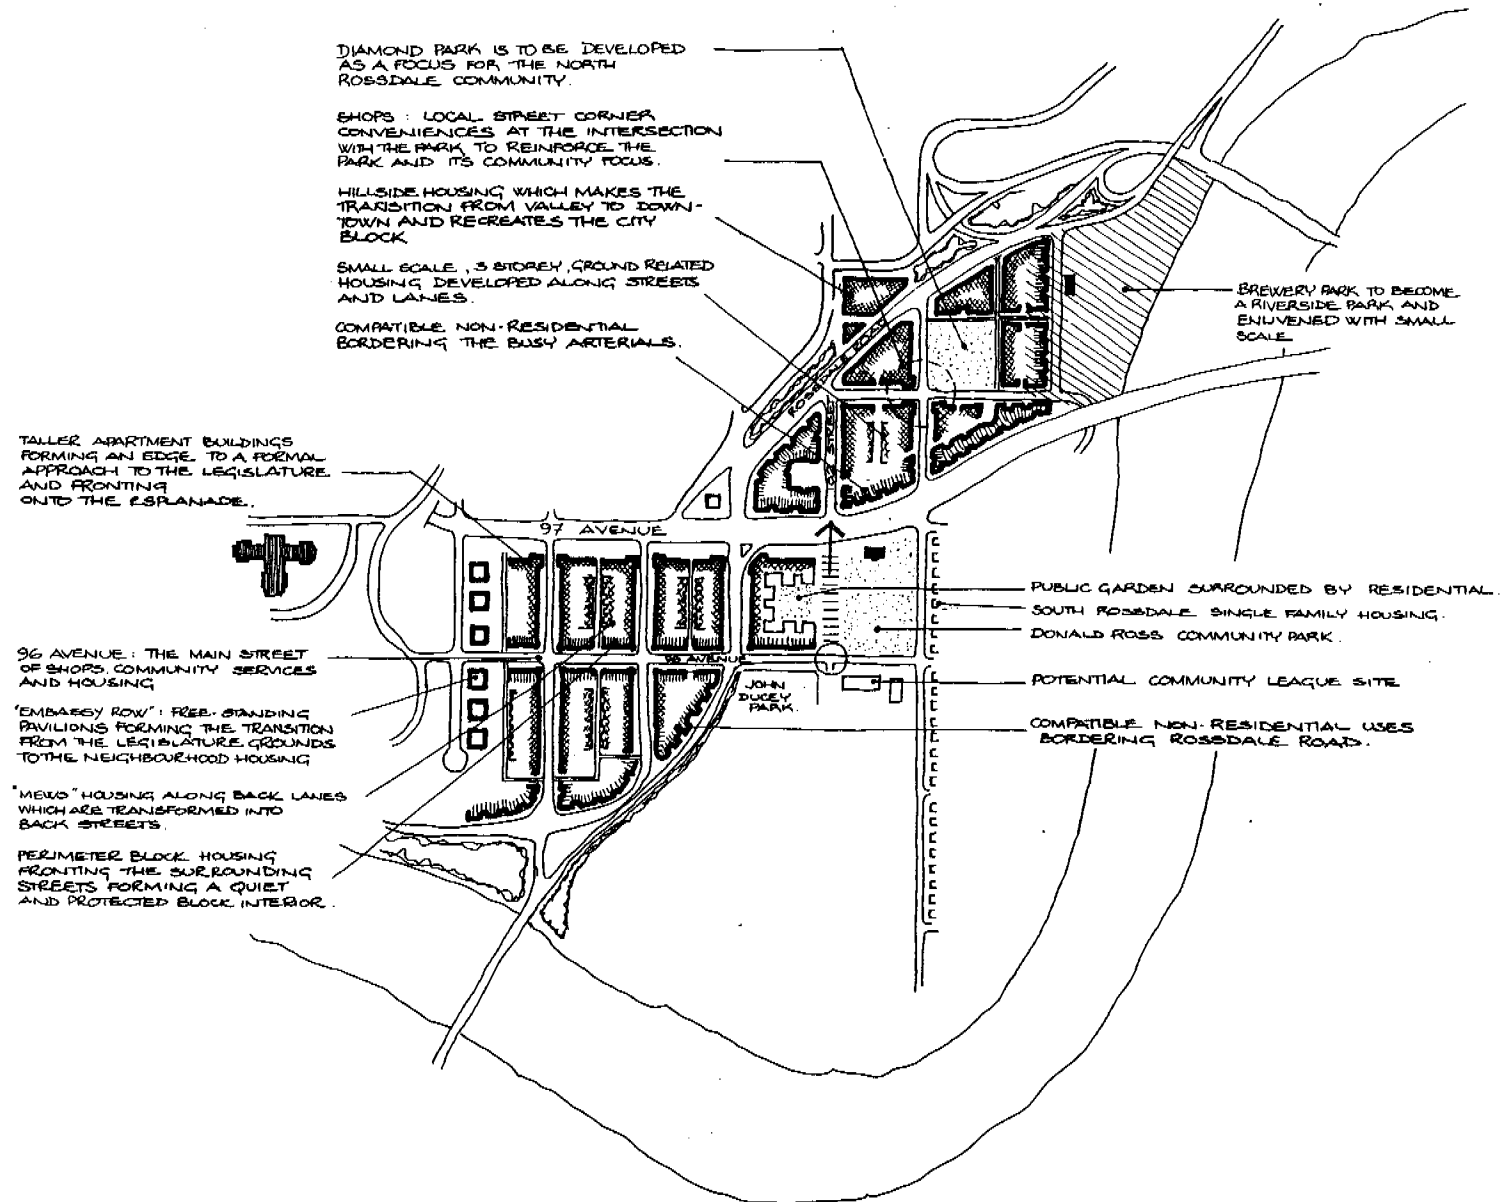 DIAMOND PARK IS TO BE DEVELOPED
AS A FOCUS FOR THE NORTH
ROSSDALE COMMUNITY.
SHOPS : LOCAL STREET CORNER
CONVENIENCES AT THE INTERSECTION
WITH THE PARK TO REINFORCE THE
PARK AND ITS COMMUNITY FOCUS.
HILLSIDE HOUSING WHICH MAKES THE
TRANSITION FROM VALLEY TO DOWN-
TOWN AND RECREATES THE CITY
BLOCK
SMALL SCALE, 3 STOREY, GROUND RELATED
HOUSING DEVELOPED ALONG STREETS
AND LANES.
COMPATIBLE NON-RESIDENTIAL
BORDERING THE BUSY ARTERIALS.
BREWERY PARK TO BECOME
A RIVERSIDE PARK AND
ENLIVENED WITH SMALL
SCALE
ROSSDALE ROAD
STREET
TALLER APARTMENT BUILDINGS
FORMING AN EDGE TO A FORMAL
APPROACH TO THE LEGISLATURE
AND FRONTING
ONTO THE ESPLANADE.
97 AVENUE
PUBLIC GARDEN SURROUNDED BY RESIDENTIAL.
SOUTH ROSSDALE SINGLE FAMILY HOUSING.
DONALD ROSS COMMUNITY PARK.
96 AVENUE : THE MAIN STREET
OF SHOPS, COMMUNITY SERVICES
AND HOUSING
96 AVENUE
JOHN
DUCEY
PARK.
POTENTIAL COMMUNITY LEAGUE SITE
COMPATIBLE NON-RESIDENTIAL USES
BORDERING ROSSDALE ROAD.
"EMBASSY ROW" : FREE-STANDING
PAVILIONS FORMING THE TRANSITION
FROM THE LEGISLATURE GROUNDS
TO THE NEIGHBOURHOOD HOUSING
"MEWS" HOUSING ALONG BACK LANES
WHICH ARE TRANSFORMED INTO
BACK STREETS.
PERIMETER BLOCK HOUSING
FRONTING THE SURROUNDING
STREETS FORMING A QUIET
AND PROTECTED BLOCK INTERIOR.